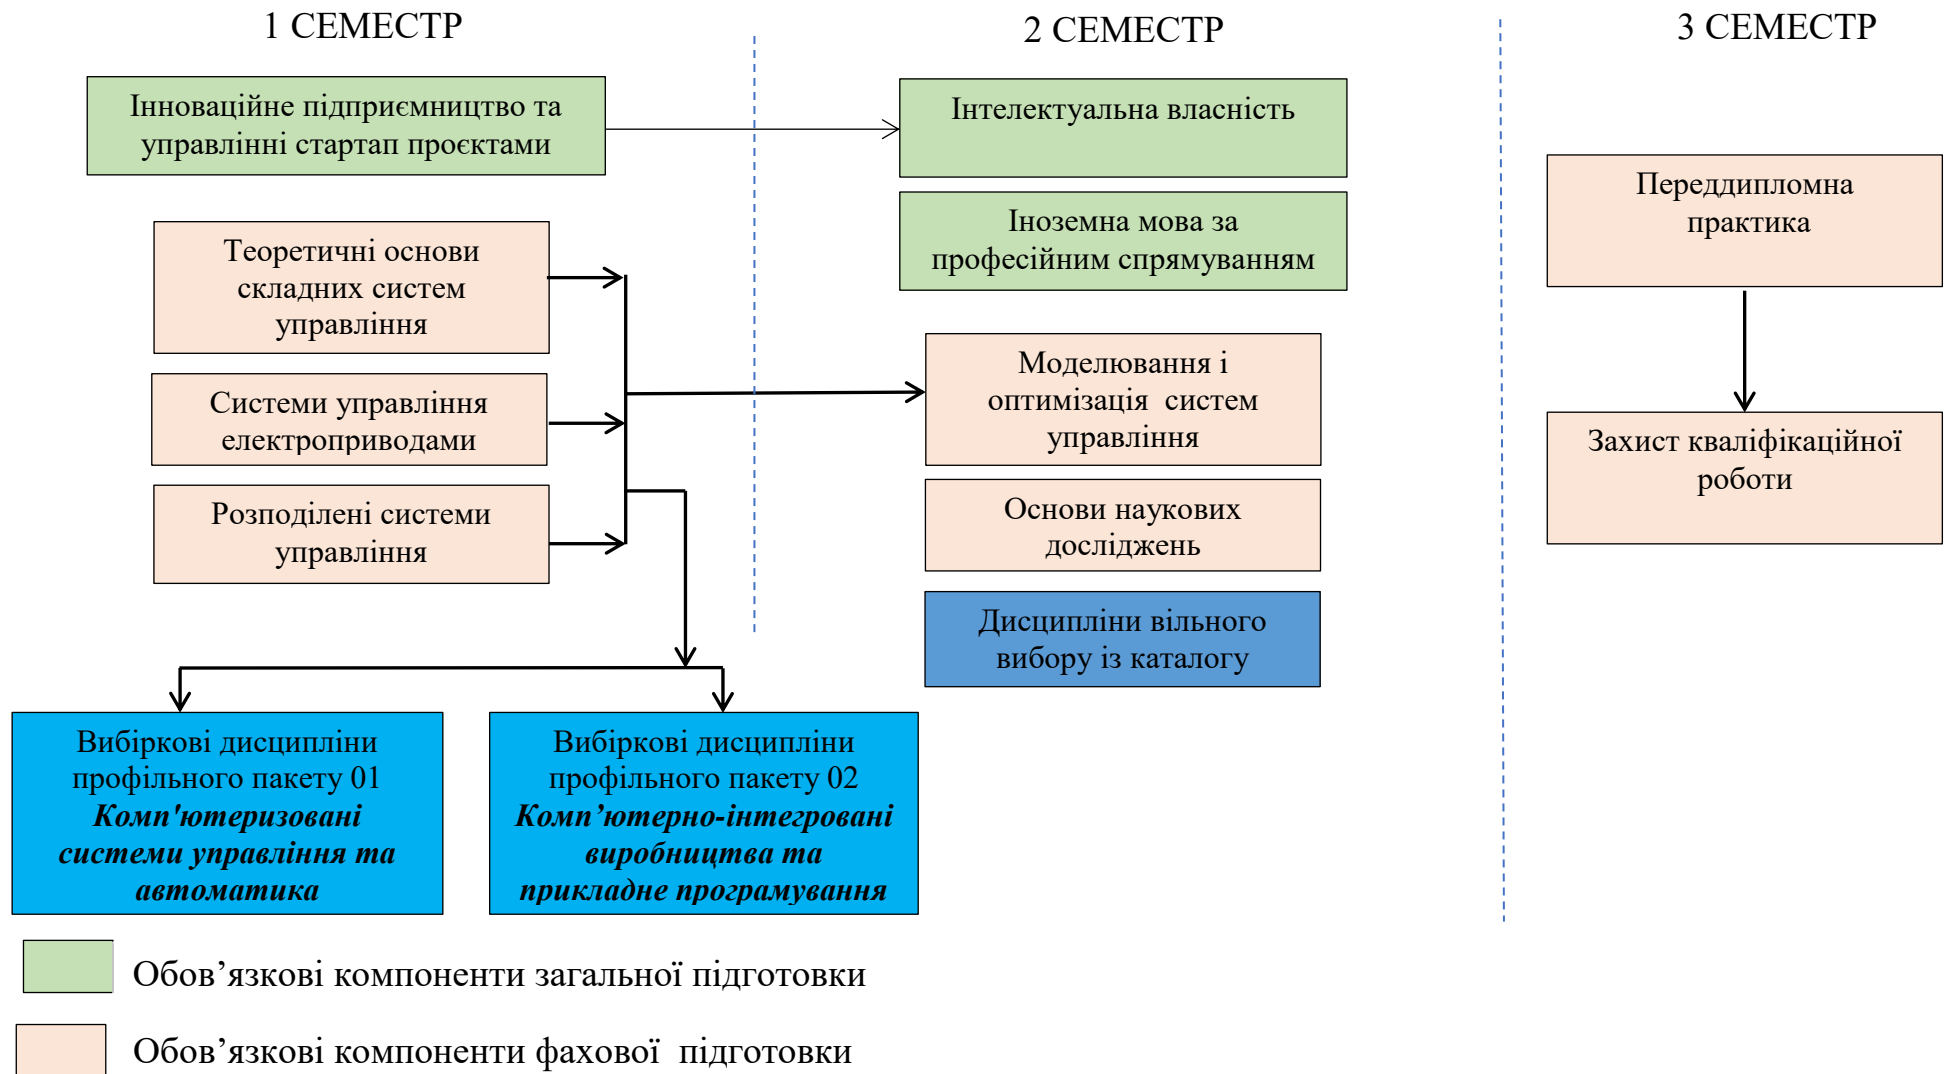 1 СЕМЕСТР
2 СЕМЕСТР
3 СЕМЕСТР
Інноваційне підприємництво та
управлінні стартап проєктами
Інтелектуальна власність
Іноземна мова за
професійним спрямуванням
Переддипломна
практика
Теоретичні основи
складних систем
управління
Системи управління
електроприводами
Розподілені системи
управління
Моделювання і
оптимізація систем
управління
Основи наукових
досліджень
Дисципліни вільного
вибору із каталогу
Захист кваліфікаційної
роботи
Вибіркові дисципліни
профільного пакету 01
Комп'ютеризовані
системи управління та
автоматика
Вибіркові дисципліни
профільного пакету 02
Комп’ютерно-інтегровані
виробництва та
прикладне програмування
Обов’язкові компоненти загальної підготовки
Обов’язкові компоненти фахової підготовки